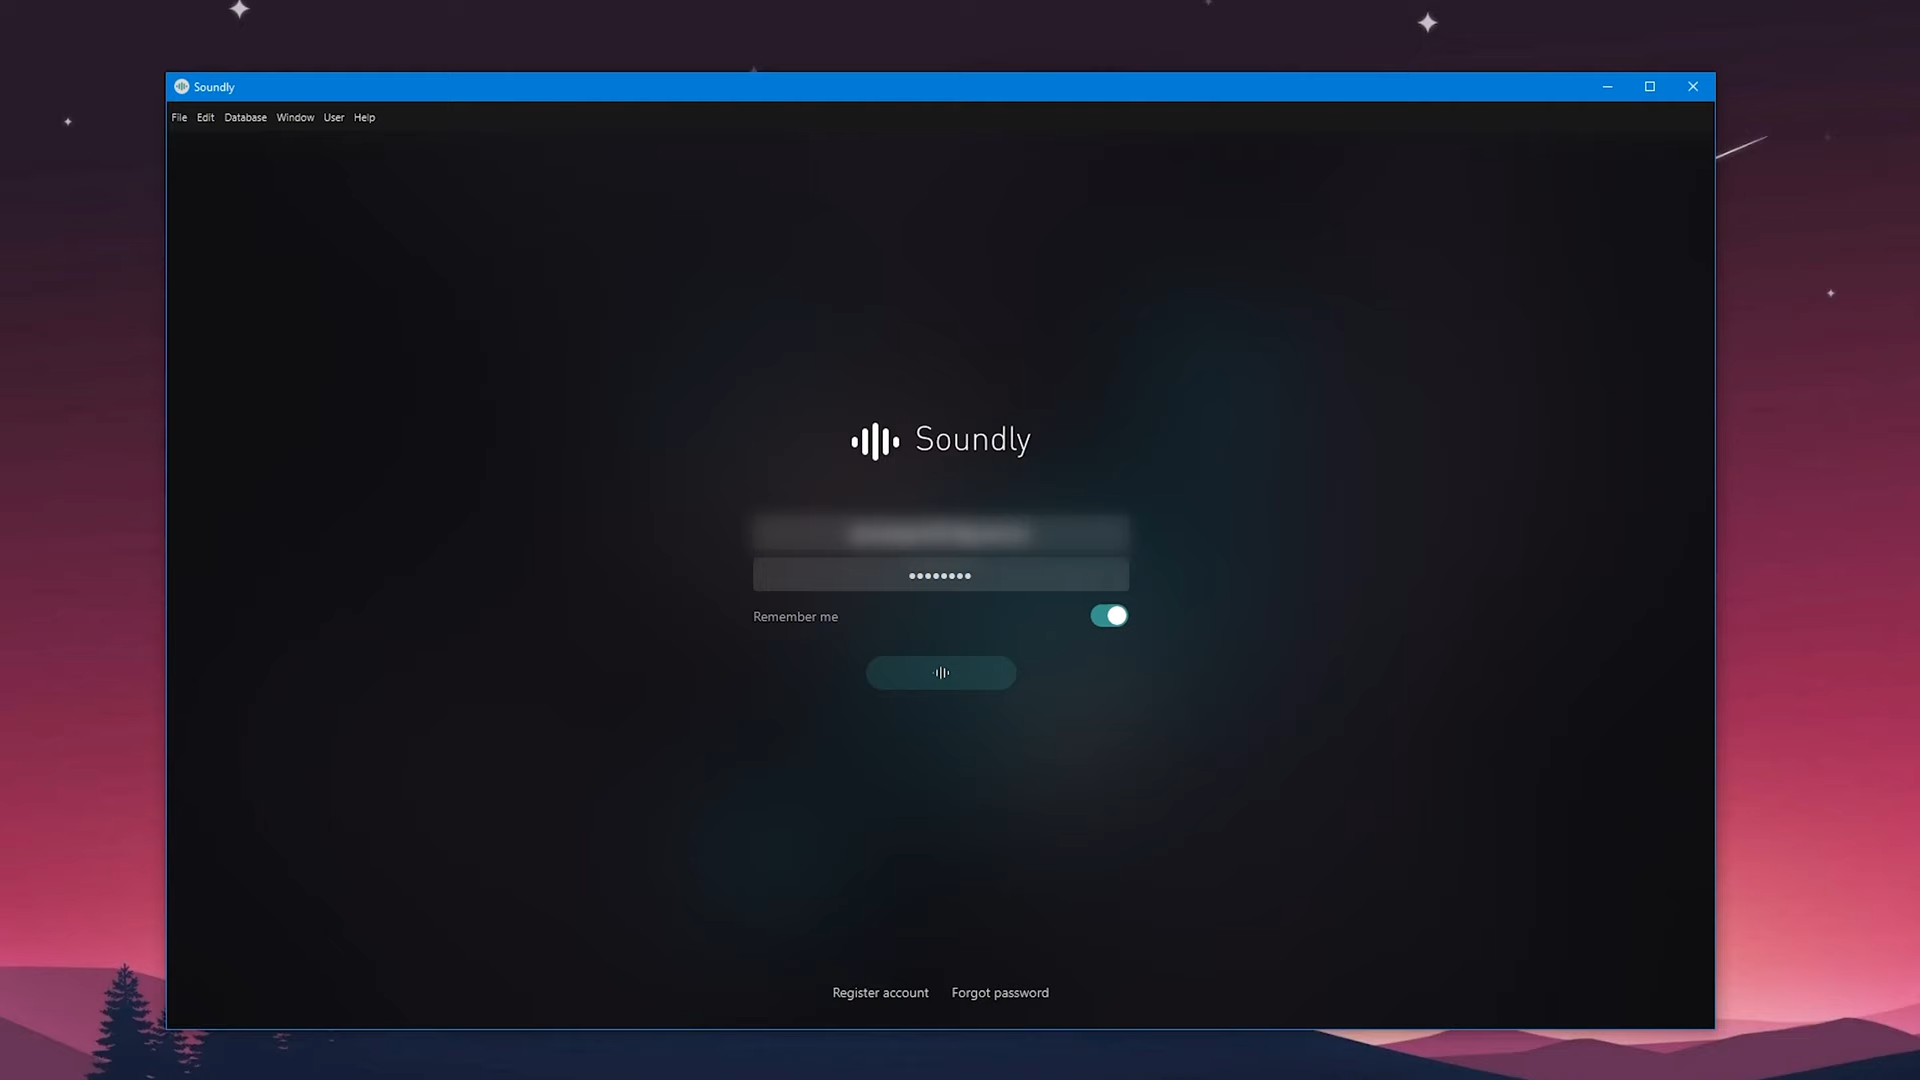 Soundly
File Edit Database Window User Help
Soundly
••••••••
Remember me
Register account Forgot password